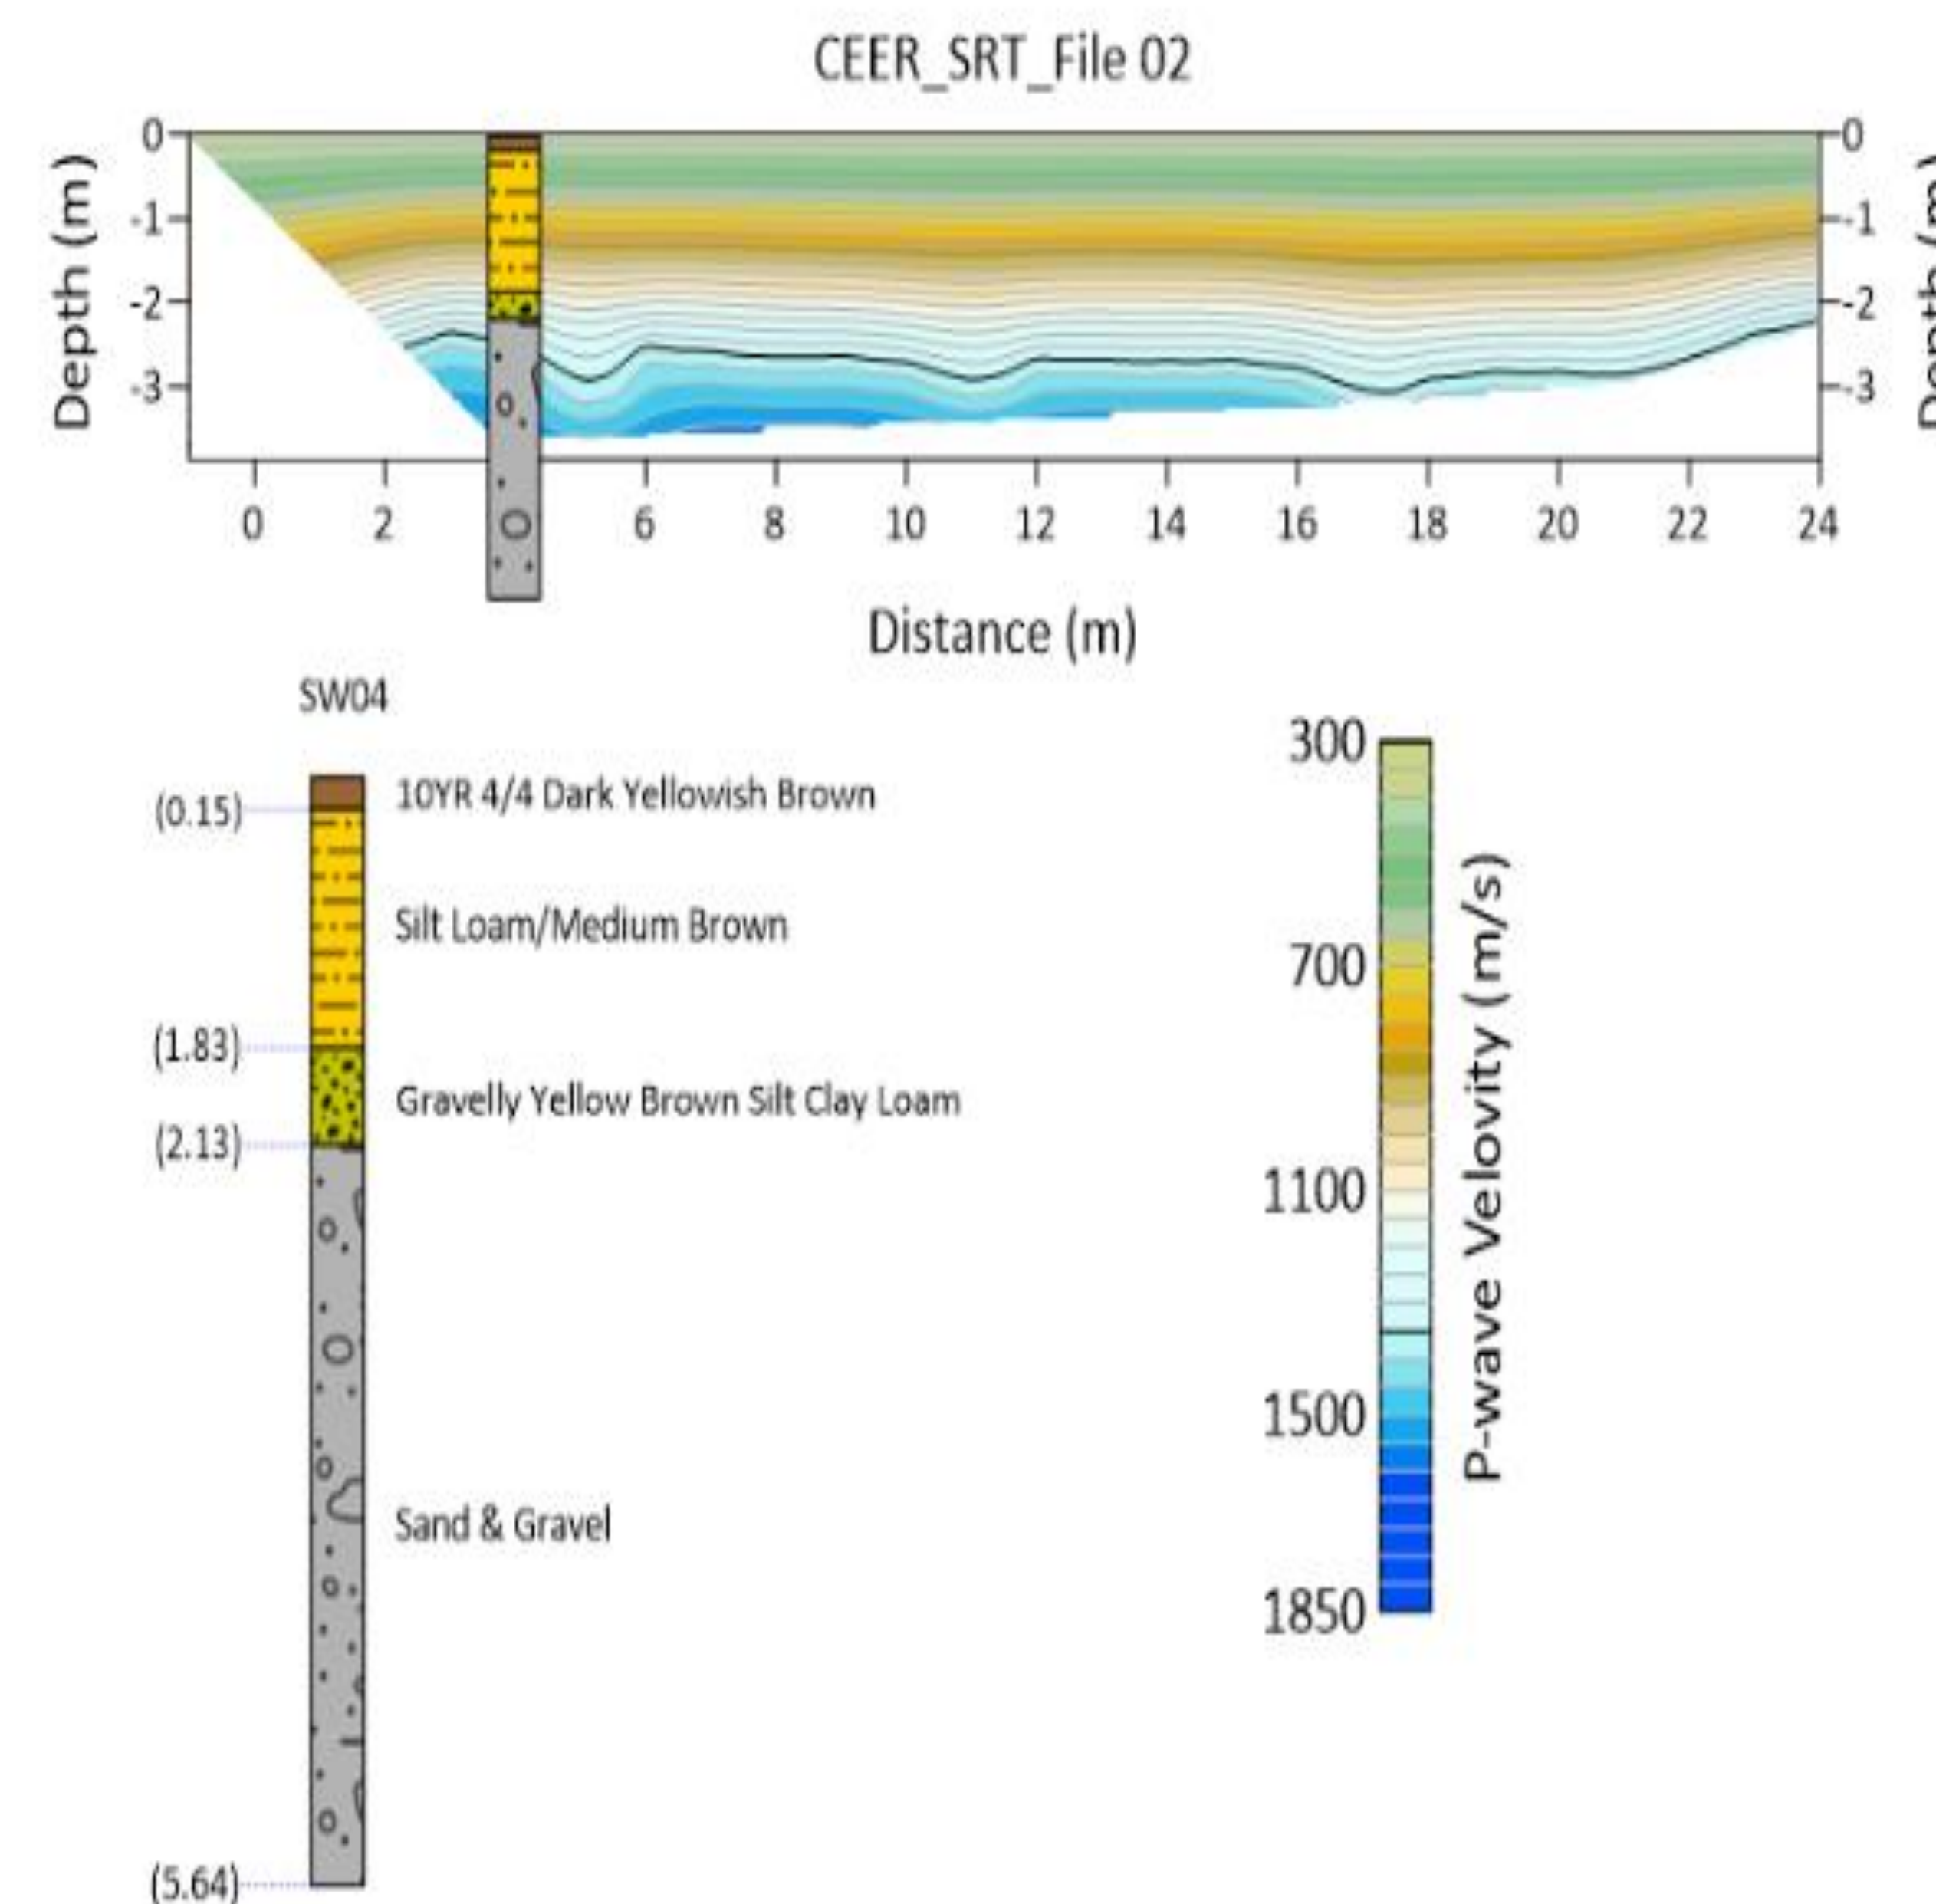 CEER_SRT_File 02
0
-1
-2
-3
Depth (m)
0
-1
-2
-3
0 2 6 8 10 12 14 16 18 20 22 24
Distance (m)
SW04
(0.15)
10YR 4/4 Dark Yellowish Brown
Silt Loam/Medium Brown
(1.83)
Gravelly Yellow Brown Silt Clay Loam
(2.13)
Sand & Gravel
(5.64)
300
700
1100
1500
1850
P-wave Velovity (m/s)